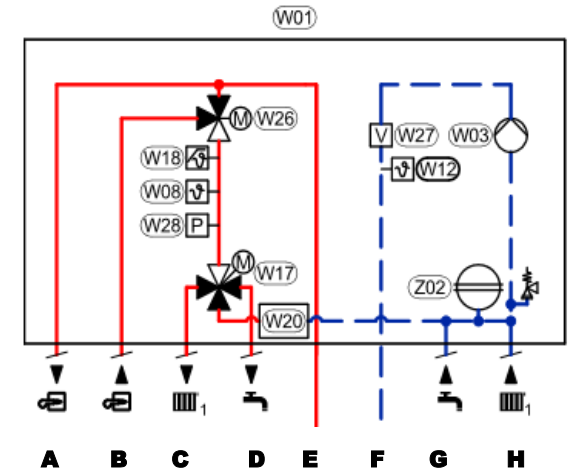 W01
M W26
V W27 W03
W18 ϑ W12
W08 ϑ
W28 P
M W17
Z02
W20
1 1
A B C D E F G H